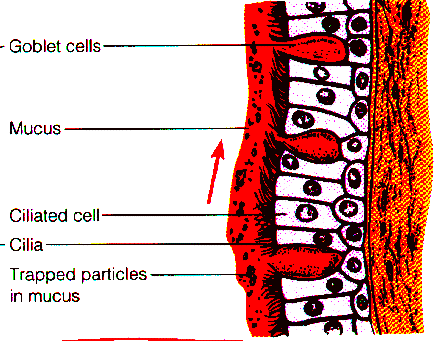 Goblet cells
Mucus
Ciliated cell
Cilia
Trapped particles
in mucus